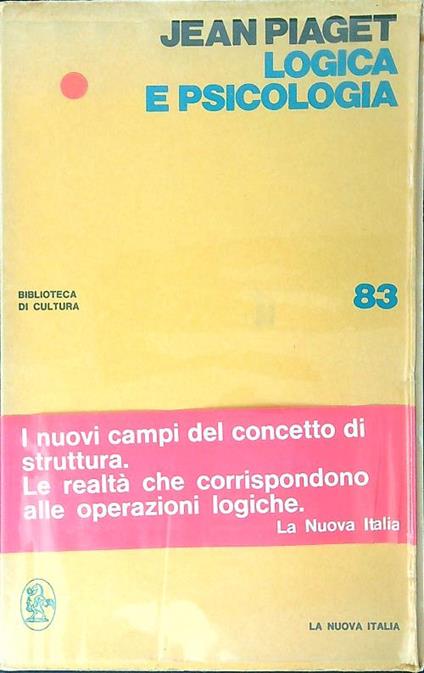 JEAN PIAGET
LOGICA
E PSICOLOGIA
BIBLIOTECA
DI CULTURA
83
I nuovi campi del concetto di
struttura.
Le realtà che corrispondono
alle operazioni logiche.
La Nuova Italia
LA NUOVA ITALIA